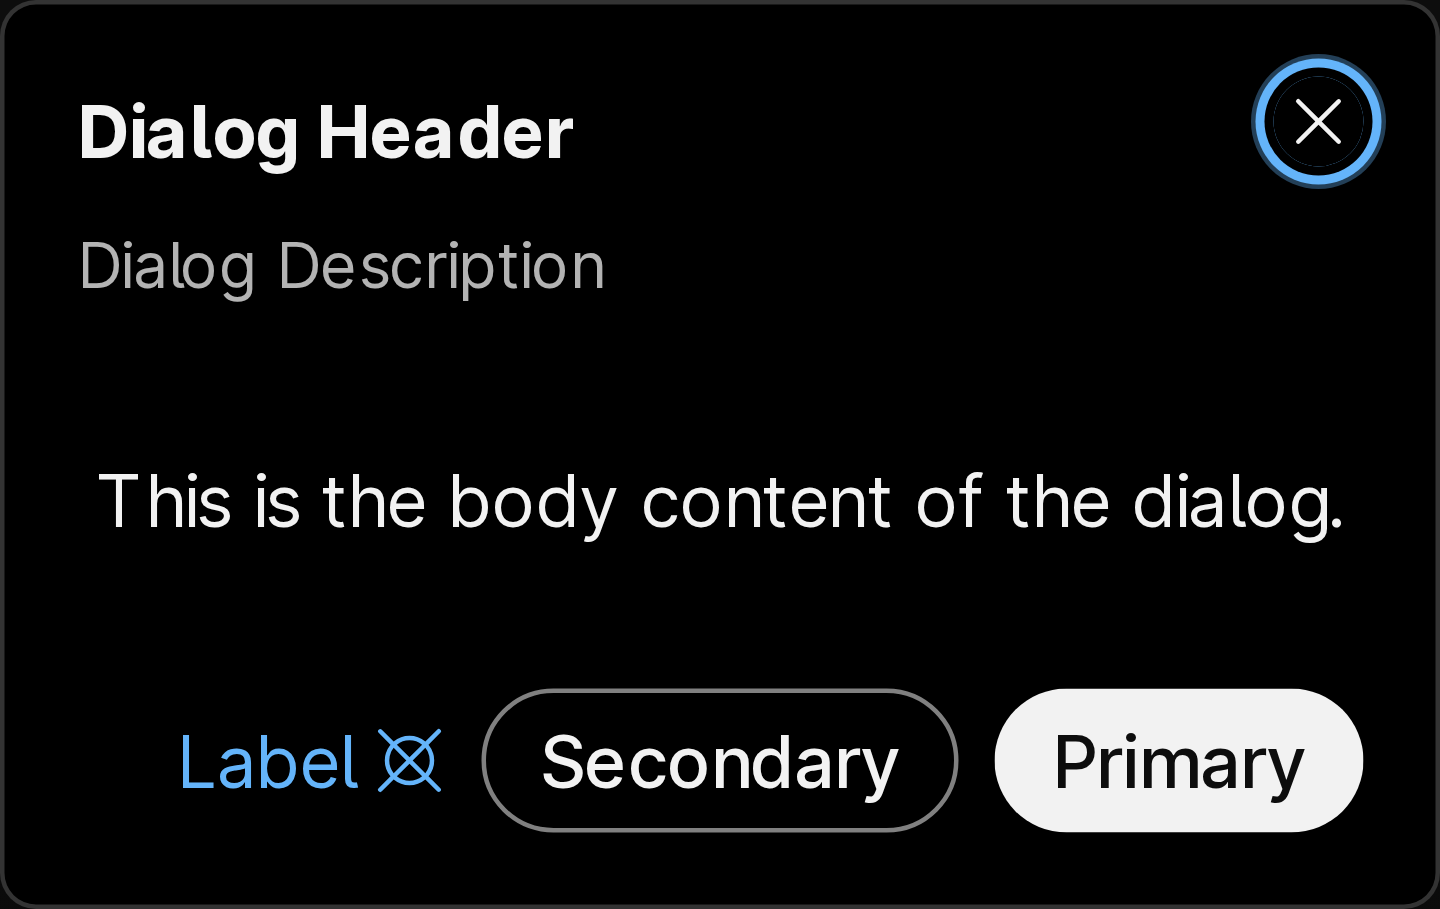 Dialog Header
Dialog Description
This is the body content of the dialog.
Label
Secondary
Primary